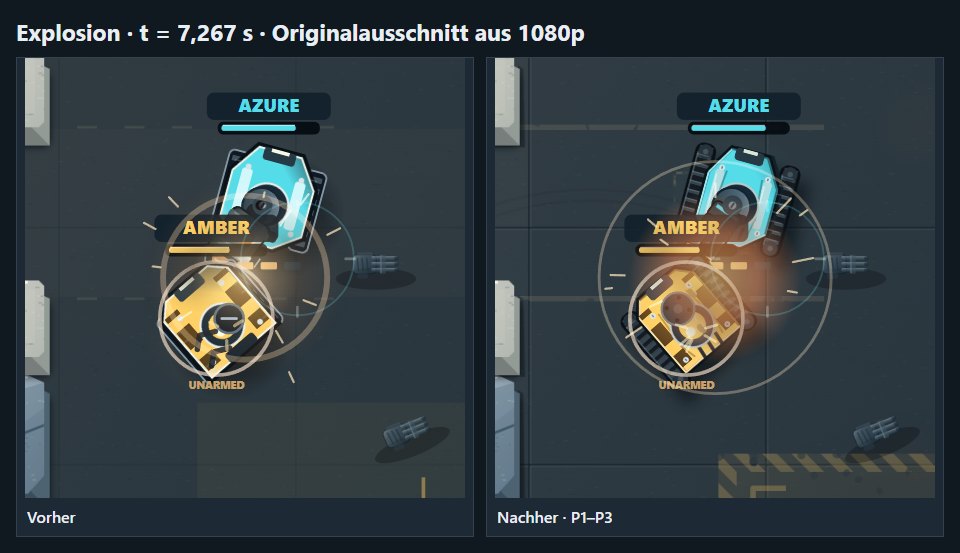 Explosion · t = 7,267 s · Originalausschnitt aus 1080p
AZURE
AMBER
UNARMED
Vorher
AZURE
AMBER
UNARMED
Nachher · P1–P3